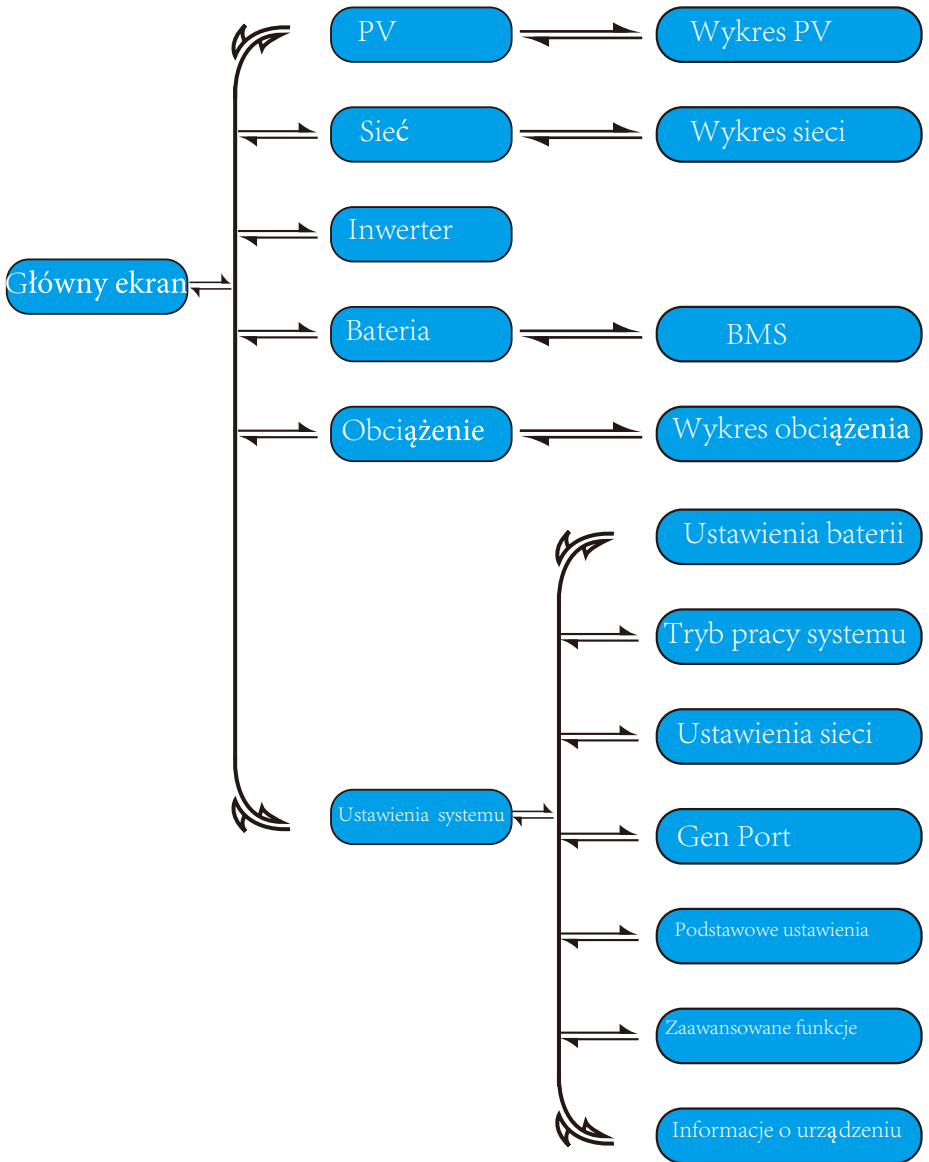 PV
Wykres PV
Sieć
Wykres sieci
Inwerter
Główny ekran
Bateria
BMS
Obciążenie
Wykres obciążenia
Ustawienia baterii
Tryb pracy systemu
Ustawienia sieci
Ustawienia systemu
Gen Port
Podstawowe ustawienia
Zaawansowane funkcje
Informacje o urządzeniu